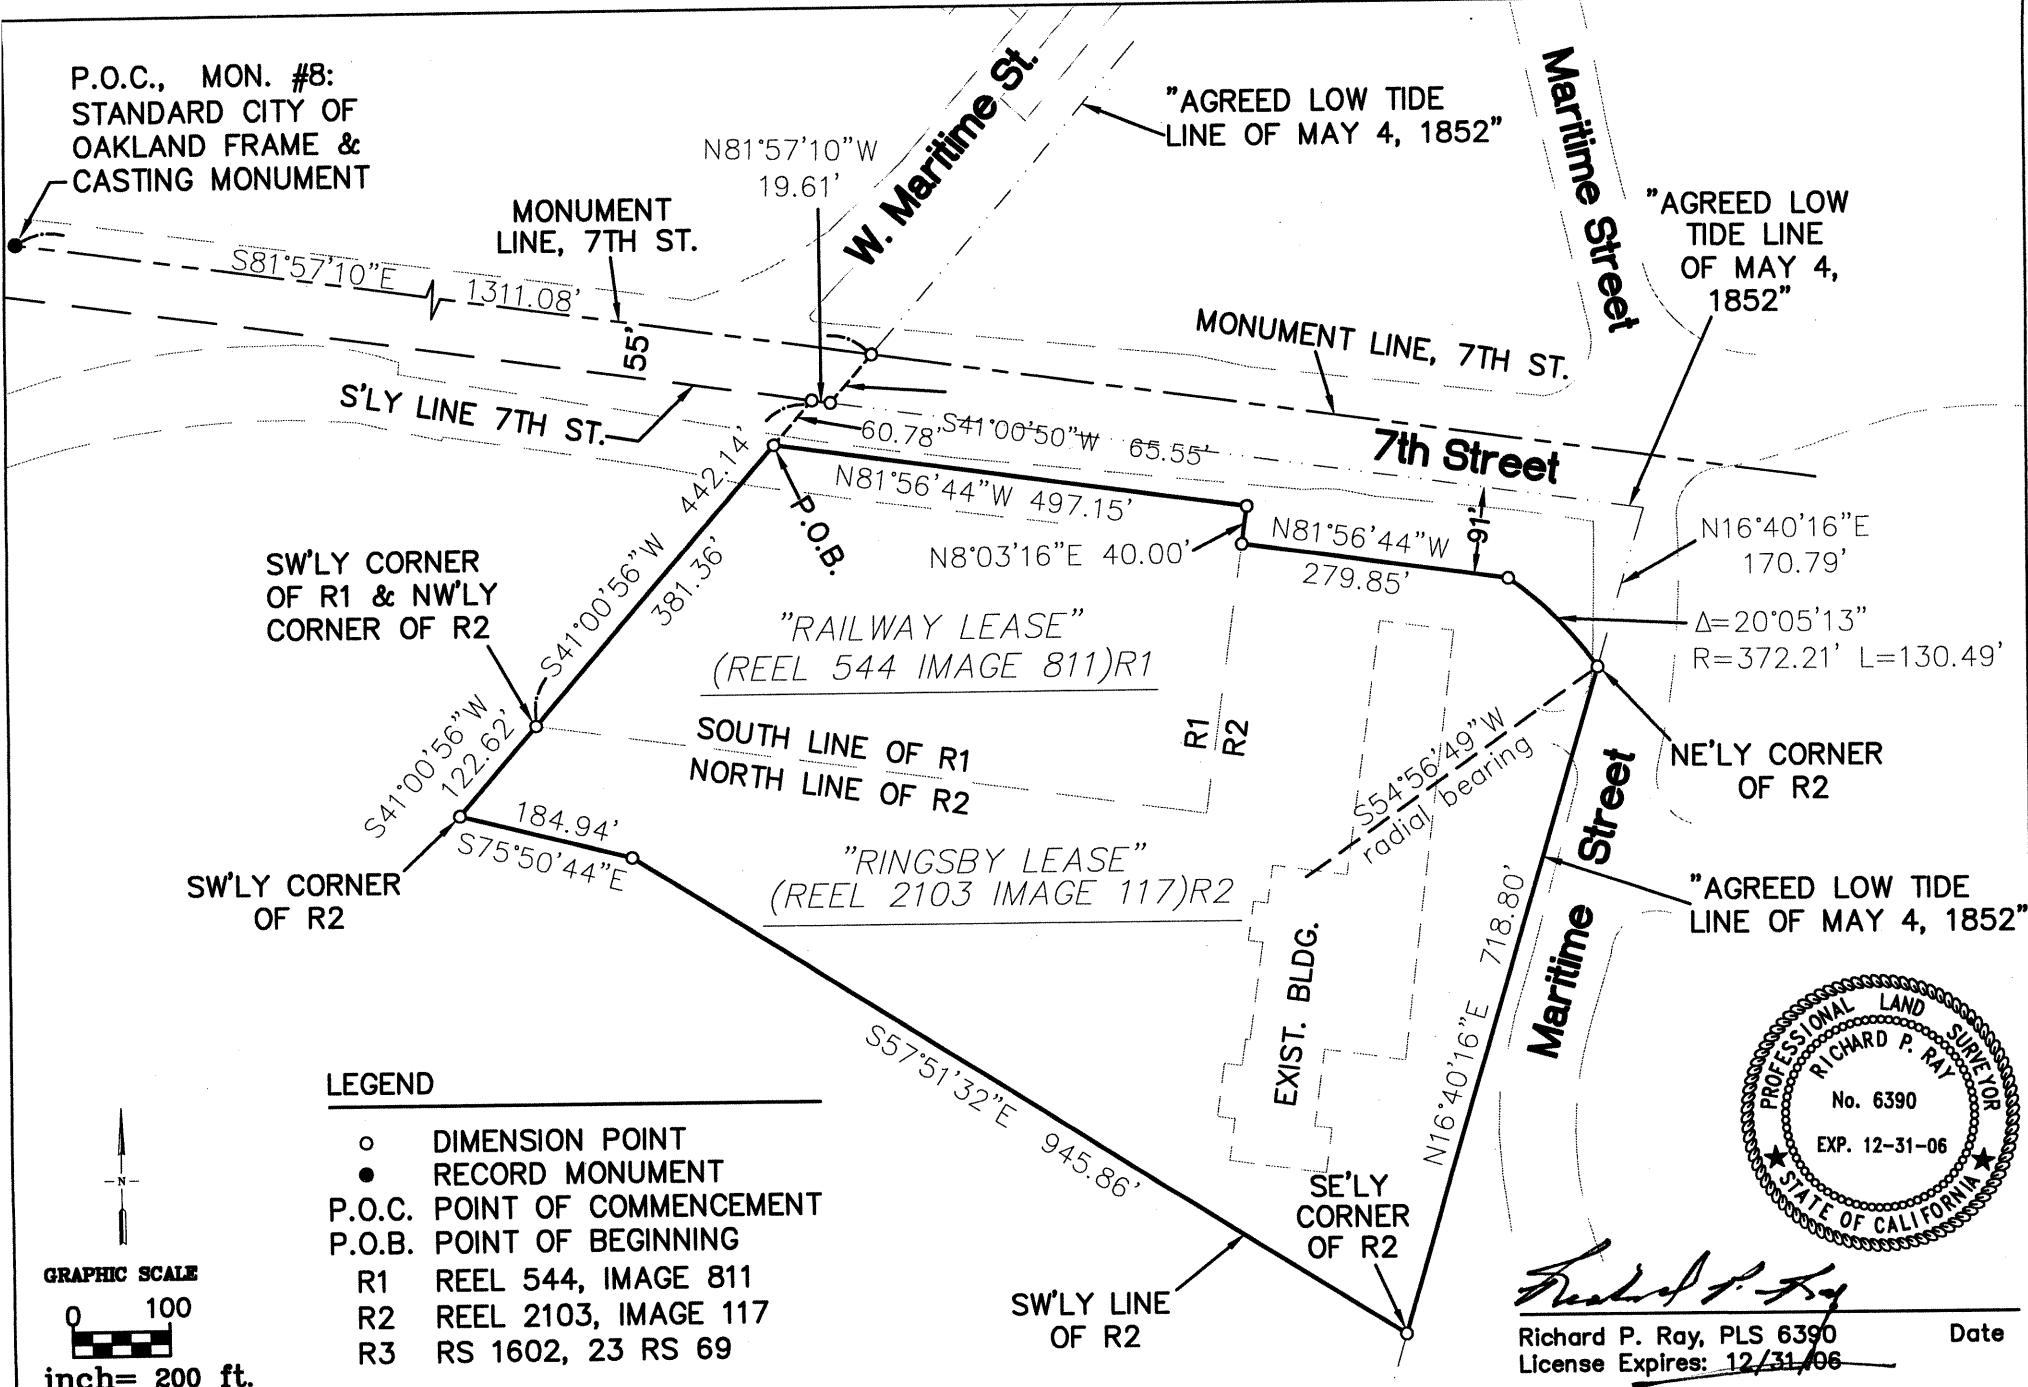 P.O.C., MON. #8:
STANDARD CITY OF
OAKLAND FRAME &
CASTING MONUMENT
MONUMENT
LINE, 7TH ST.
N81°57'10"W
19.61'
W. Maritime St.
"AGREED LOW TIDE
LINE OF MAY 4, 1852"
Maritime Street
"AGREED LOW
TIDE LINE
OF MAY 4,
1852"
S81°57'10"E 1311.08'
55'
MONUMENT LINE, 7TH ST.
S'LY LINE 7TH ST.
60.78'
S41°00'50"W 65.55'
7th Street
N81°56'44"W 497.15'
P.O.B.
442.14'
S41°00'56"W
381.36'
N8°03'16"E 40.00'
N81°56'44"W
279.85'
91'
N16°40'16"E
170.79'
Δ=20°05'13"
R=372.21' L=130.49'
SW'LY CORNER
OF R1 & NW'LY
CORNER OF R2
"RAILWAY LEASE"
(REEL 544 IMAGE 811)R1
R1
R2
SOUTH LINE OF R1
NORTH LINE OF R2
S54°56'49"W
radial bearing
NE'LY CORNER
OF R2
S41°00'56"W
122.62'
184.94'
S75°50'44"E
SW'LY CORNER
OF R2
"RINGSBY LEASE"
(REEL 2103 IMAGE 117)R2
EXIST. BLDG.
N16°40'16"E 718.80'
Maritime Street
"AGREED LOW TIDE
LINE OF MAY 4, 1852"
S57°51'32"E 945.86'
SE'LY
CORNER
OF R2
SW'LY LINE
OF R2
LEGEND
DIMENSION POINT
RECORD MONUMENT
P.O.C. POINT OF COMMENCEMENT
P.O.B. POINT OF BEGINNING
R1 REEL 544, IMAGE 811
R2 REEL 2103, IMAGE 117
R3 RS 1602, 23 RS 69
N
GRAPHIC SCALE
0 100
inch= 200 ft.
PROFESSIONAL LAND SURVEYOR
RICHARD P. RAY
No. 6390
EXP. 12-31-06
STATE OF CALIFORNIA
Richard P. Ray
Richard P. Ray, PLS 6390 Date
License Expires: 12/31/06